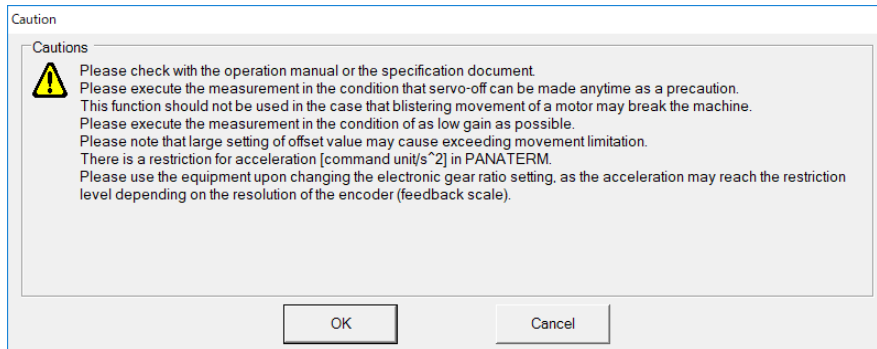 Caution
Cautions
Please check with the operation manual or the specification document.
Please execute the measurement in the condition that servo-off can be made anytime as a precaution.
This function should not be used in the case that blistering movement of a motor may break the machine.
Please execute the measurement in the condition of as low gain as possible.
Please note that large setting of offset value may cause exceeding movement limitation.
There is a restriction for acceleration [command unit/s^2] in PANATERM.
Please use the equipment upon changing the electronic gear ratio setting, as the acceleration may reach the restriction
level depending on the resolution of the encoder (feedback scale).
OK
Cancel